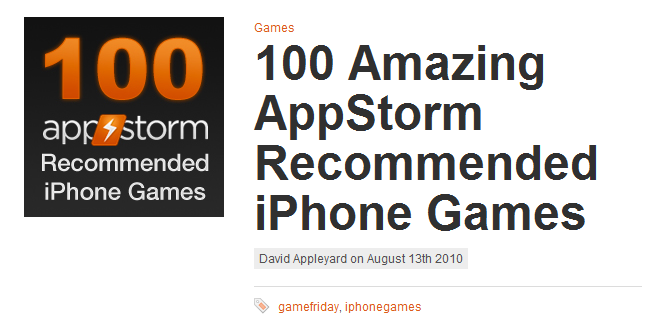 100
appstorm
Recommended
iPhone Games
Games
100 Amazing
AppStorm
Recommended
iPhone Games
David Appleyard on August 13th 2010
gamefriday, iphonegames